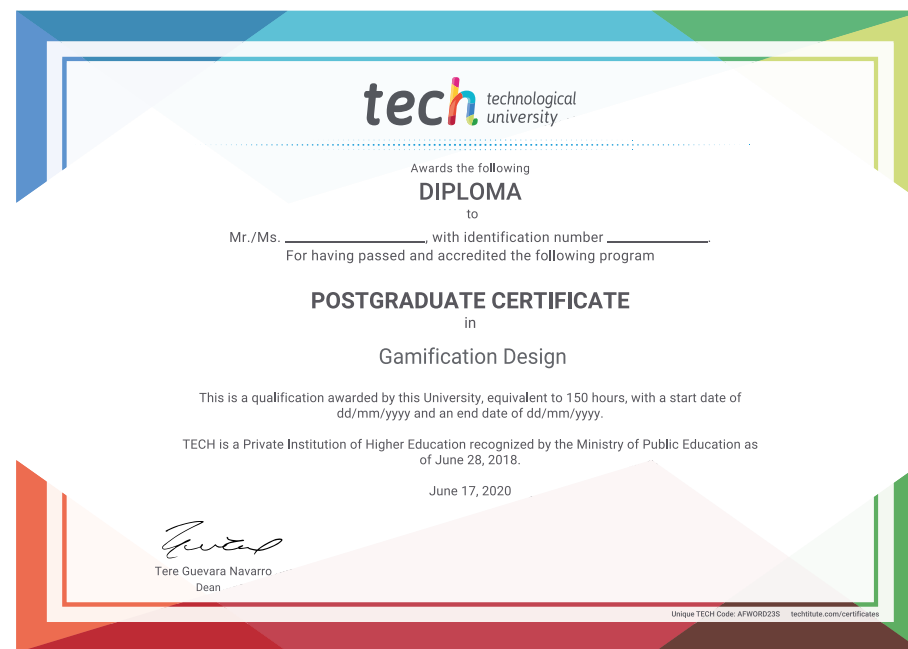 tech technological
university
Awards the following
DIPLOMA
to
Mr./Ms. ____________________, with identification number ______________.
For having passed and accredited the following program
POSTGRADUATE CERTIFICATE
in
Gamification Design
This is a qualification awarded by this University, equivalent to 150 hours, with a start date of
dd/mm/yyyy and an end date of dd/mm/yyyy.
TECH is a Private Institution of Higher Education recognized by the Ministry of Public Education as
of June 28, 2018.
June 17, 2020
Tere Guevara Navarro
Dean
Unique TECH Code: AFWORD23S techtitute.com/certificates